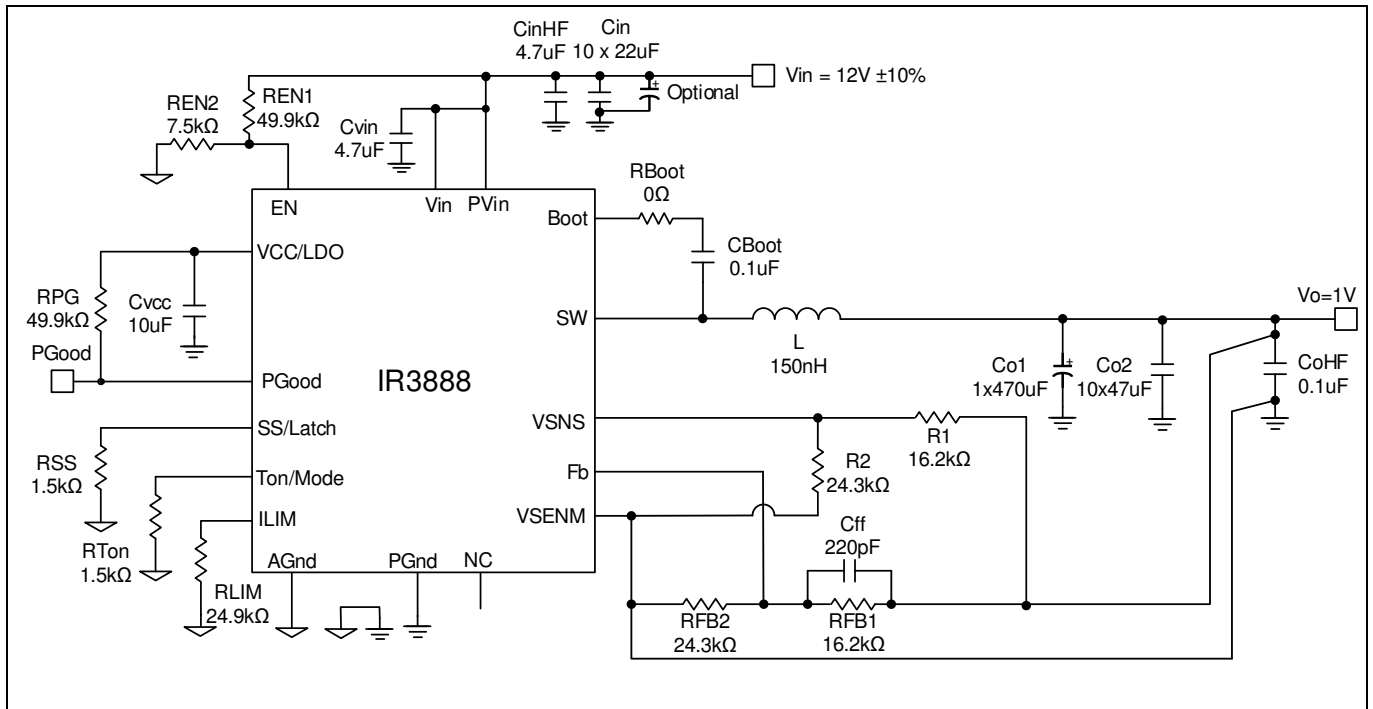 CinHF
4.7uF
Cin
10 x 22uF
Vin = 12V ±10%
Optional
REN2
7.5kΩ
REN1
49.9kΩ
Cvin
4.7uF
RBoot
0Ω
EN
Vin
PVin
Boot
CBoot
0.1uF
VCC/LDO
RPG
49.9kΩ
Cvcc
10uF
Vo=1V
SW
L
150nH
PGood
PGood
IR3888
Co1
1x470uF
Co2
10x47uF
CoHF
0.1uF
SS/Latch
VSNS
R1
16.2kΩ
RSS
1.5kΩ
Ton/Mode
Fb
R2
24.3kΩ
ILIM
VSENM
Cff
220pF
RTon
1.5kΩ
AGnd
PGnd
NC
RLIM
24.9kΩ
RFB2
24.3kΩ
RFB1
16.2kΩ
+
+